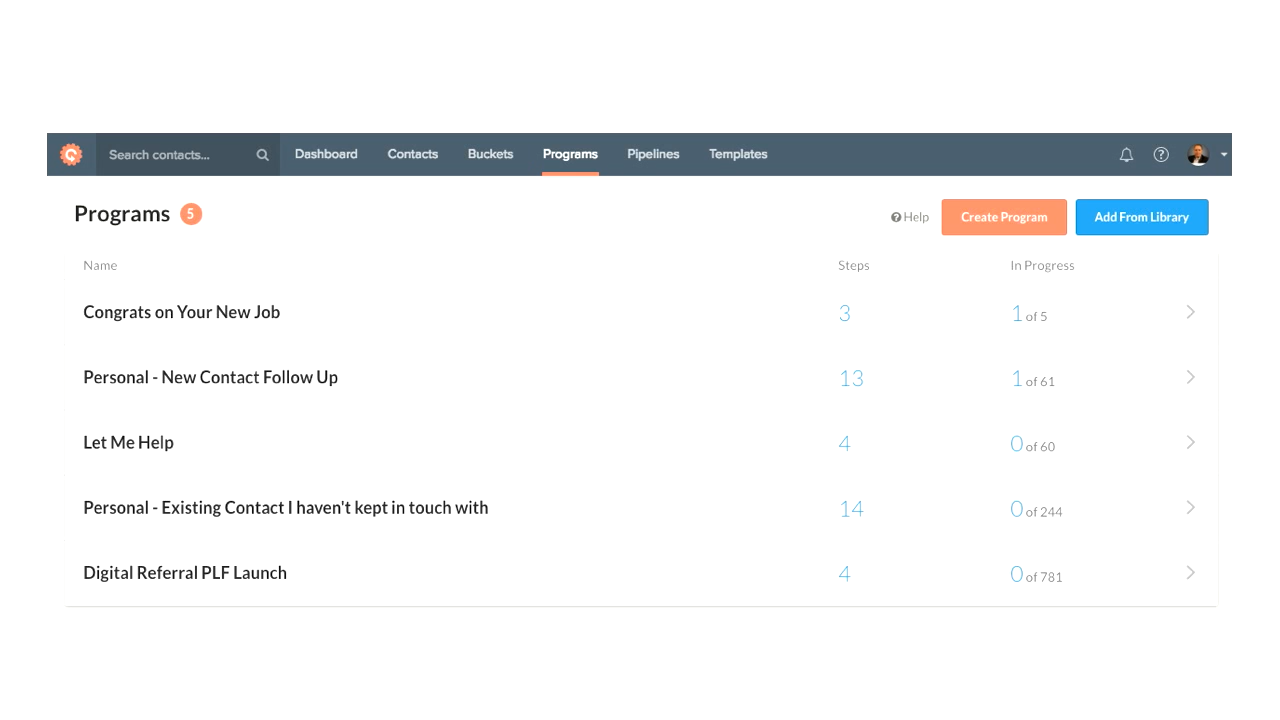 Search contacts... Dashboard Contacts Buckets Programs Pipelines Templates
Programs 5 Help Create Program Add From Library
Name Steps In Progress
Congrats on Your New Job 3 1 of 5
Personal - New Contact Follow Up 13 1 of 61
Let Me Help 4 0 of 60
Personal - Existing Contact I haven't kept in touch with 14 0 of 244
Digital Referral PLF Launch 4 0 of 781